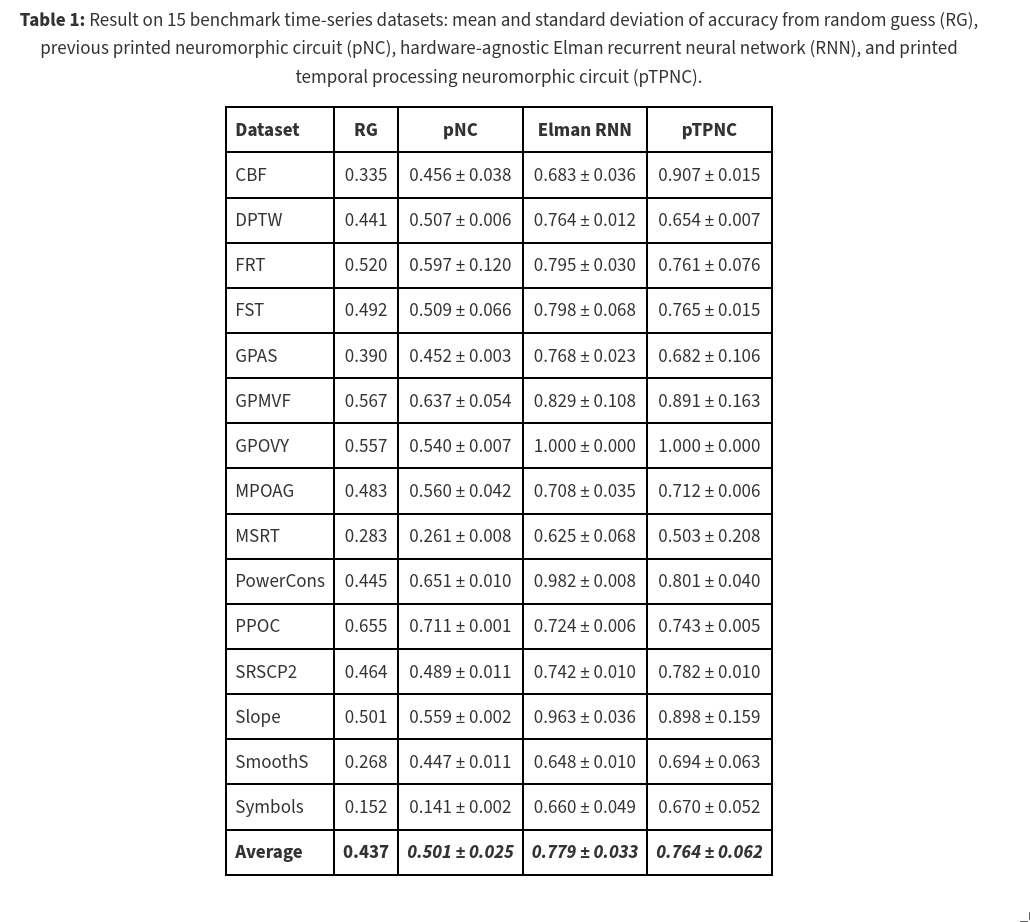 Table 1: Result on 15 benchmark time-series datasets: mean and standard deviation of accuracy from random guess (RG),
previous printed neuromorphic circuit (pNC), hardware-agnostic Elman recurrent neural network (RNN), and printed
temporal processing neuromorphic circuit (pTPNC).
Dataset RG pNC Elman RNN pTPNC
CBF 0.335 0.456 ± 0.038 0.683 ± 0.036 0.907 ± 0.015
DPTW 0.441 0.507 ± 0.006 0.764 ± 0.012 0.654 ± 0.007
FRT 0.520 0.597 ± 0.120 0.795 ± 0.030 0.761 ± 0.076
FST 0.492 0.509 ± 0.066 0.798 ± 0.068 0.765 ± 0.015
GPAS 0.390 0.452 ± 0.003 0.768 ± 0.023 0.682 ± 0.106
GPMVF 0.567 0.637 ± 0.054 0.829 ± 0.108 0.891 ± 0.163
GPOVY 0.557 0.540 ± 0.007 1.000 ± 0.000 1.000 ± 0.000
MPOAG 0.483 0.560 ± 0.042 0.708 ± 0.035 0.712 ± 0.006
MSRT 0.283 0.261 ± 0.008 0.625 ± 0.068 0.503 ± 0.208
PowerCons 0.445 0.651 ± 0.010 0.982 ± 0.008 0.801 ± 0.040
PPOC 0.655 0.711 ± 0.001 0.724 ± 0.006 0.743 ± 0.005
SRSCP2 0.464 0.489 ± 0.011 0.742 ± 0.010 0.782 ± 0.010
Slope 0.501 0.559 ± 0.002 0.963 ± 0.036 0.898 ± 0.159
SmoothS 0.268 0.447 ± 0.011 0.648 ± 0.010 0.694 ± 0.063
Symbols 0.152 0.141 ± 0.002 0.660 ± 0.049 0.670 ± 0.052
Average 0.437 0.501 ± 0.025 0.779 ± 0.033 0.764 ± 0.062